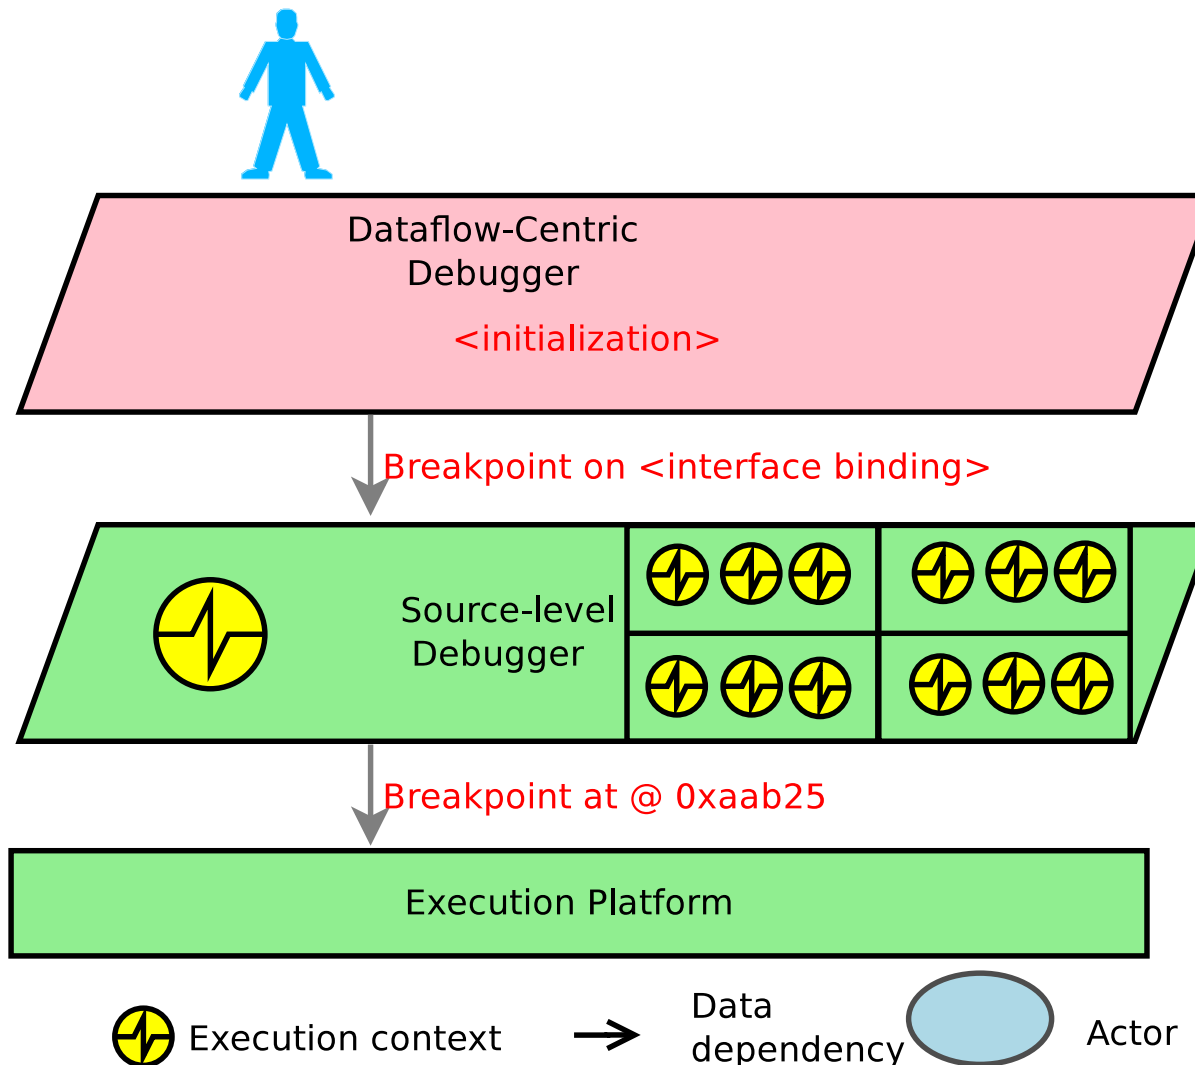 Dataflow-Centric
Debugger
<initialization>
Breakpoint on <interface binding>
Source-level
Debugger
Breakpoint at @ 0xaab25
Execution Platform
Execution context
Data
dependency
Actor